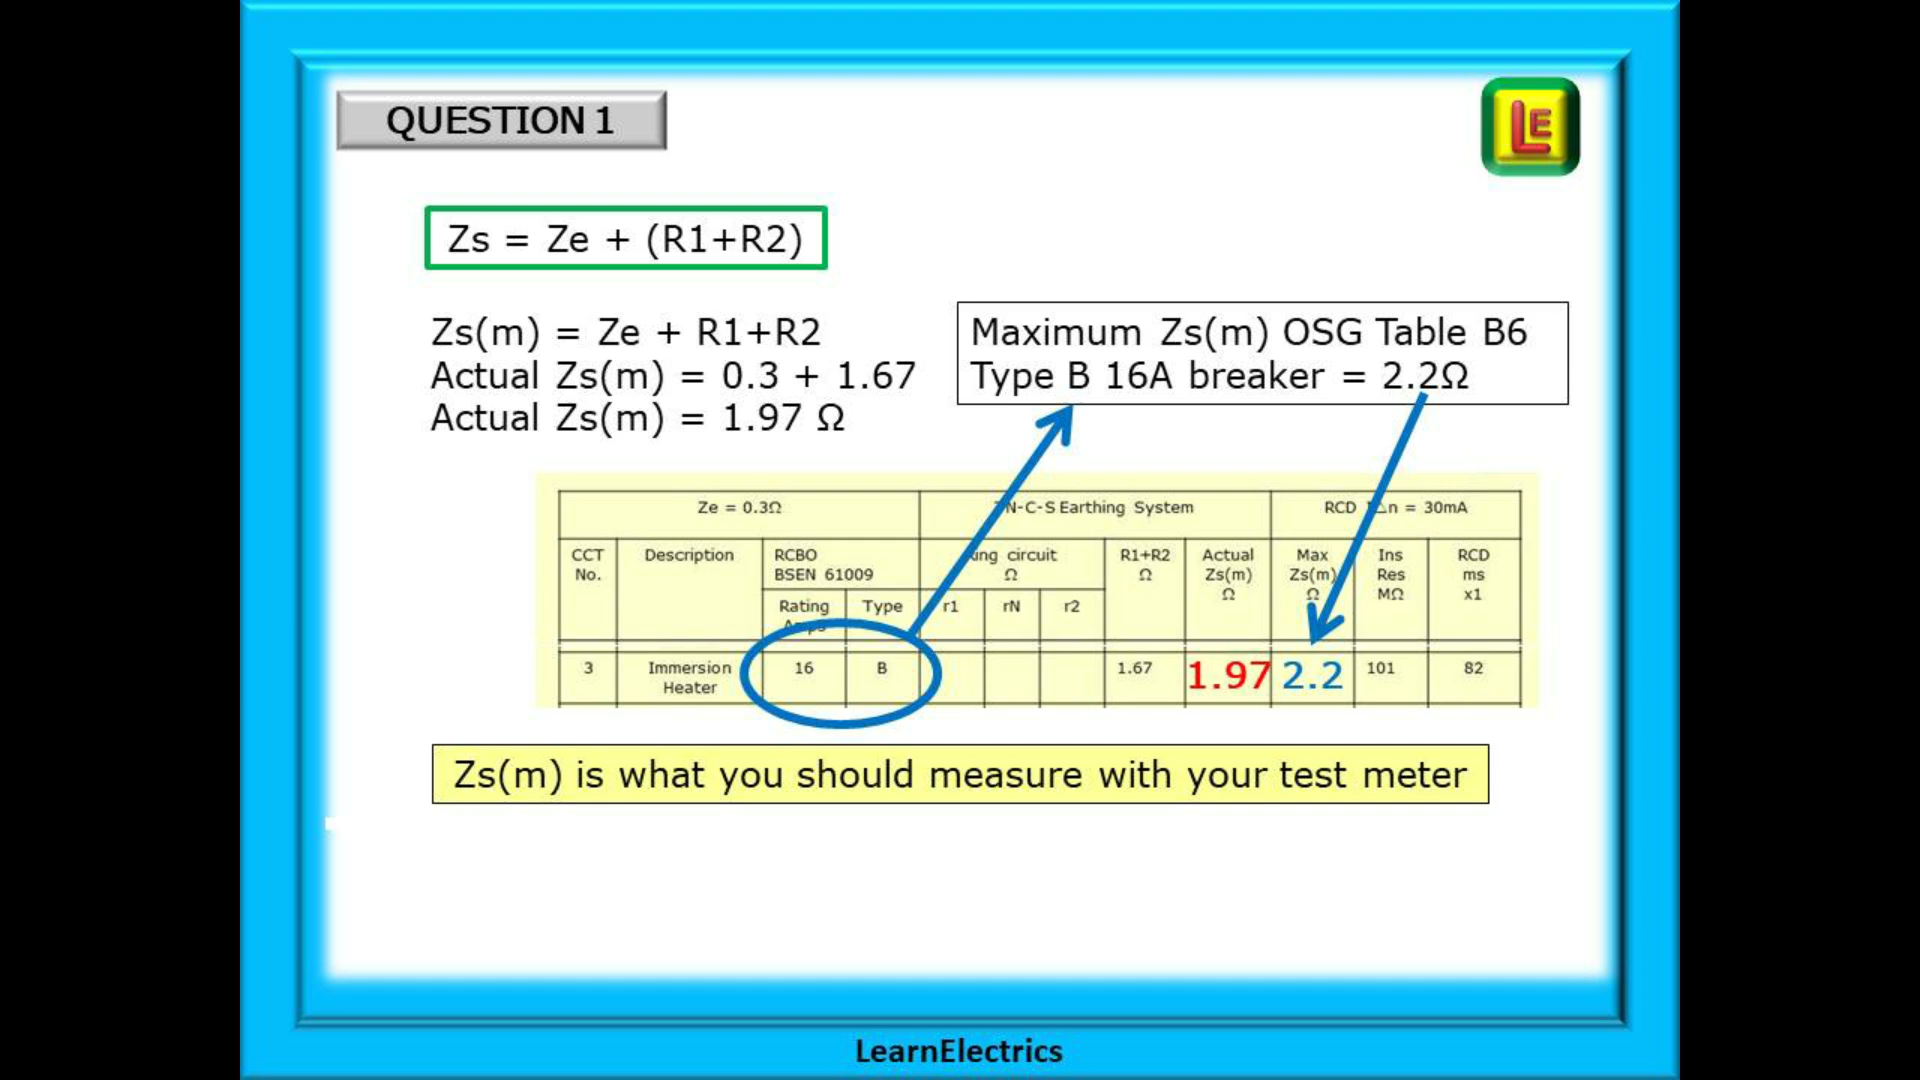 QUESTION 1
LE
Zs = Ze + (R1+R2)
Zs(m) = Ze + R1+R2
Actual Zs(m) = 0.3 + 1.67
Actual Zs(m) = 1.97 Ω
Maximum Zs(m) OSG Table B6
Type B 16A breaker = 2.2Ω
Ze = 0.3Ω
N-C-S Earthing System
RCD △n = 30mA
CCT
No.
Description
RCBO
BSEN 61009
Rating
Amps
Type
ing circuit
Ω
r1
rN
r2
R1+R2
Ω
Actual
Zs(m)
Ω
Max
Zs(m)
Ω
Ins
Res
MΩ
RCD
ms
x1
3
Immersion
Heater
16
B
1.67
1.97
2.2
101
82
Zs(m) is what you should measure with your test meter
LearnElectrics